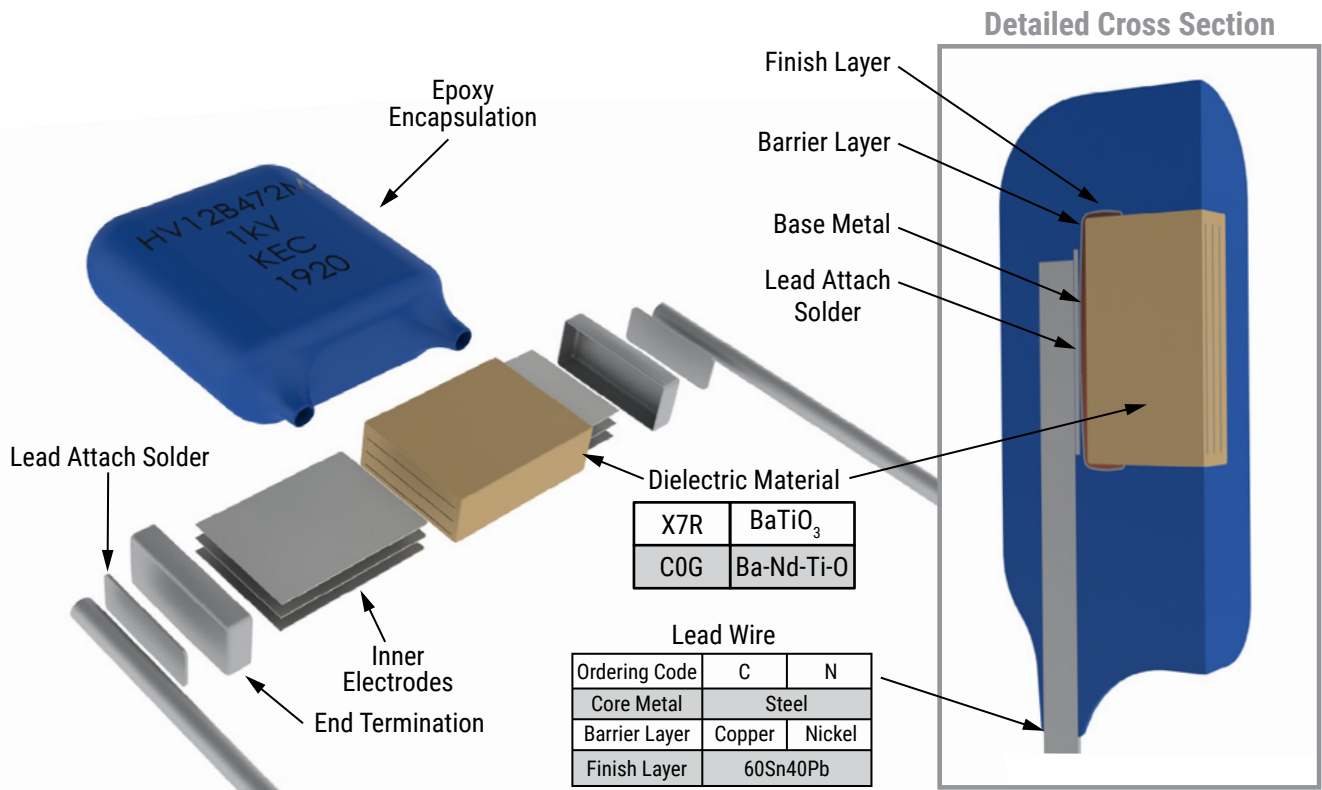 Detailed Cross Section
Finish Layer
Epoxy
Encapsulation
Barrier Layer
HV12B472M
1KV
KEC
1920
Base Metal
Lead Attach
Solder
Lead Attach Solder
Dielectric Material
X7R BaTiO₃
C0G Ba-Nd-Ti-O
Inner
Electrodes
End Termination
Lead Wire
Ordering Code C N
Core Metal Steel
Barrier Layer Copper Nickel
Finish Layer 60Sn40Pb